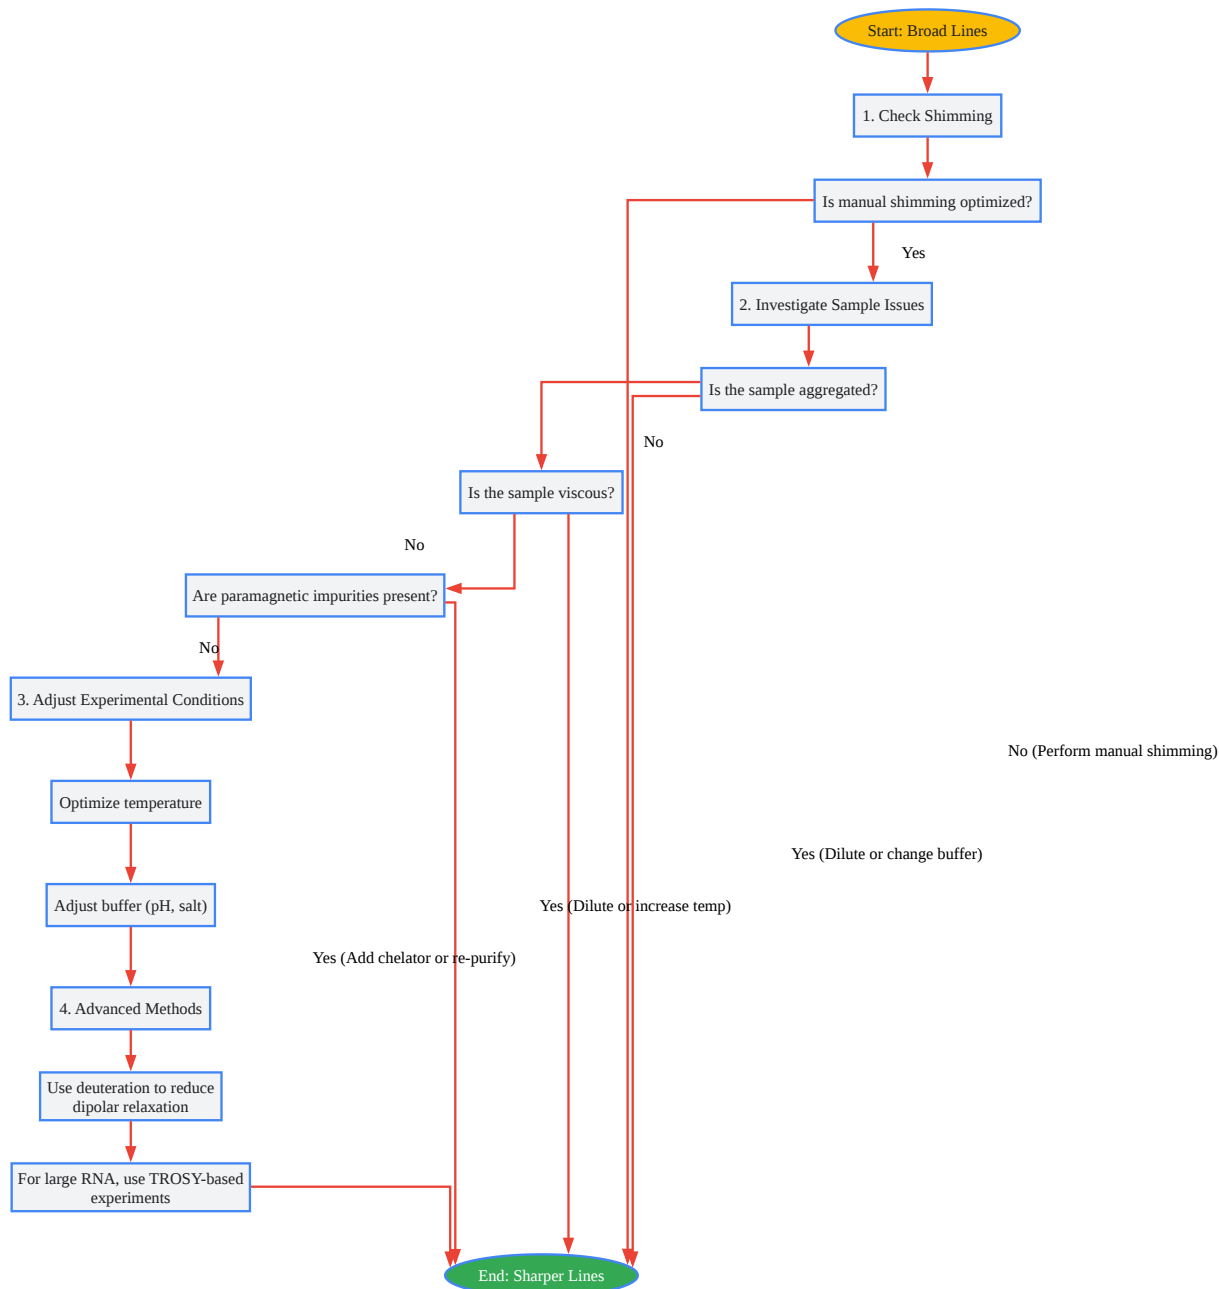 Start: Broad Lines
1. Check Shimming
Is manual shimming optimized?
Yes
2. Investigate Sample Issues
Is the sample aggregated?
No
Is the sample viscous?
No
Are paramagnetic impurities present?
No
3. Adjust Experimental Conditions
No (Perform manual shimming)
Optimize temperature
Yes (Dilute or change buffer)
Adjust buffer (pH, salt)
Yes (Dilute or increase temp)
Yes (Add chelator or re-purify)
4. Advanced Methods
Use deuteration to reduce
dipolar relaxation
For large RNA, use TROSY-based
experiments
End: Sharper Lines